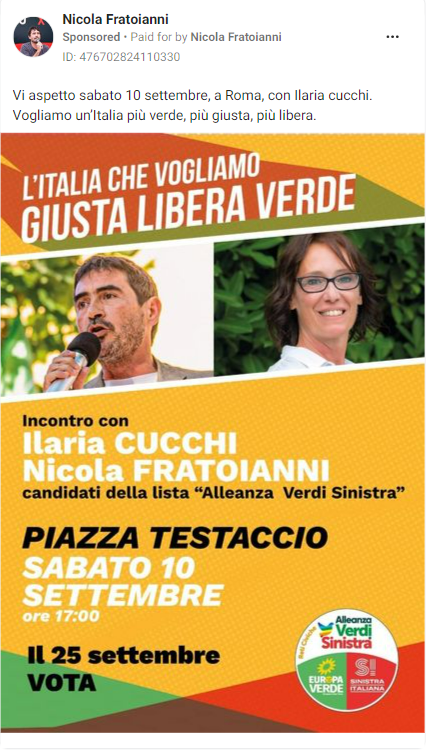 Nicola Fratoianni
Sponsored • Paid for by Nicola Fratoianni
ID: 476702824110330
Vi aspetto sabato 10 settembre, a Roma, con Ilaria cucchi.
Vogliamo un'Italia più verde, più giusta, più libera.
L'ITALIA CHE VOGLIAMO
GIUSTA LIBERA VERDE
Incontro con
Ilaria CUCCHI
Nicola FRATOIANNI
candidati della lista “Alleanza Verdi Sinistra”
PIAZZA TESTACCIO
SABATO 10
SETTEMBRE
ore 17:00
Il 25 settembre
VOTA
Reti Civiche
Alleanza
Verdi
Sinistra
EUROPA
VERDE
S!
SINISTRA
ITALIANA